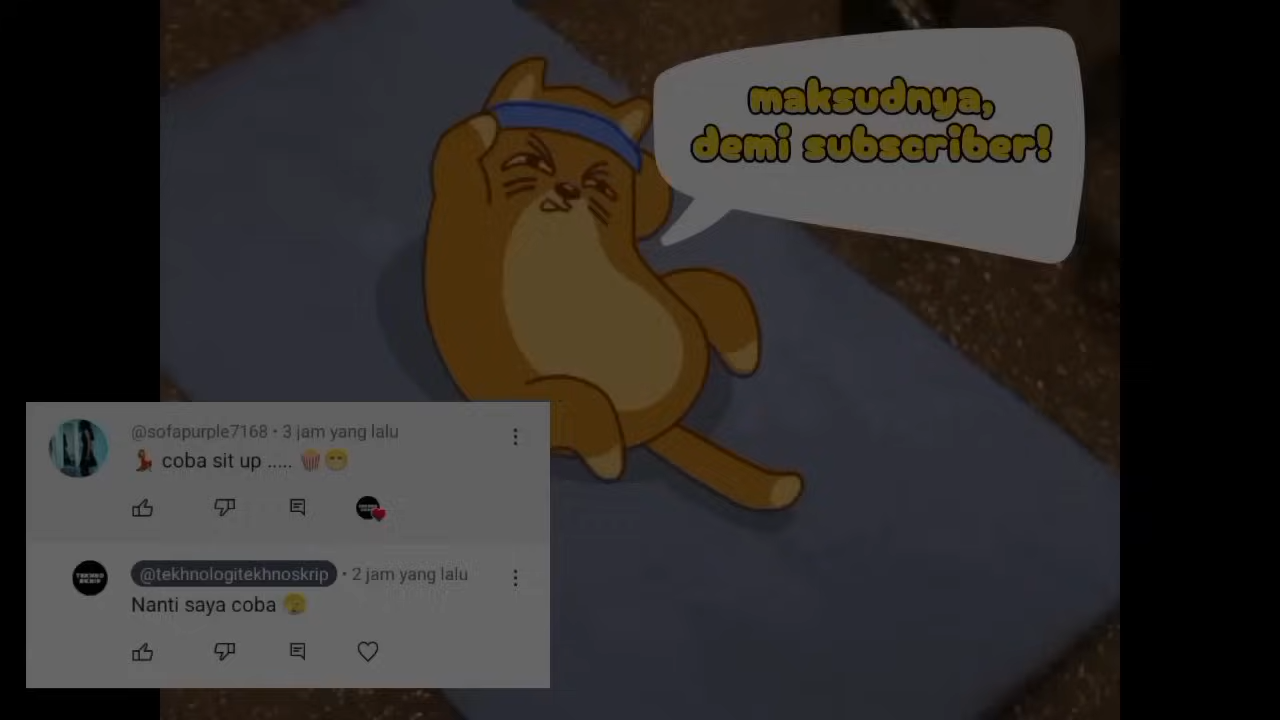 maksudnya,
demi subscriber!
@sofapurple7168 • 3 jam yang lalu
💃 coba sit up ..... 🍿😁
@tekhnologitekhnoskrip • 2 jam yang lalu
Nanti saya coba 🫣